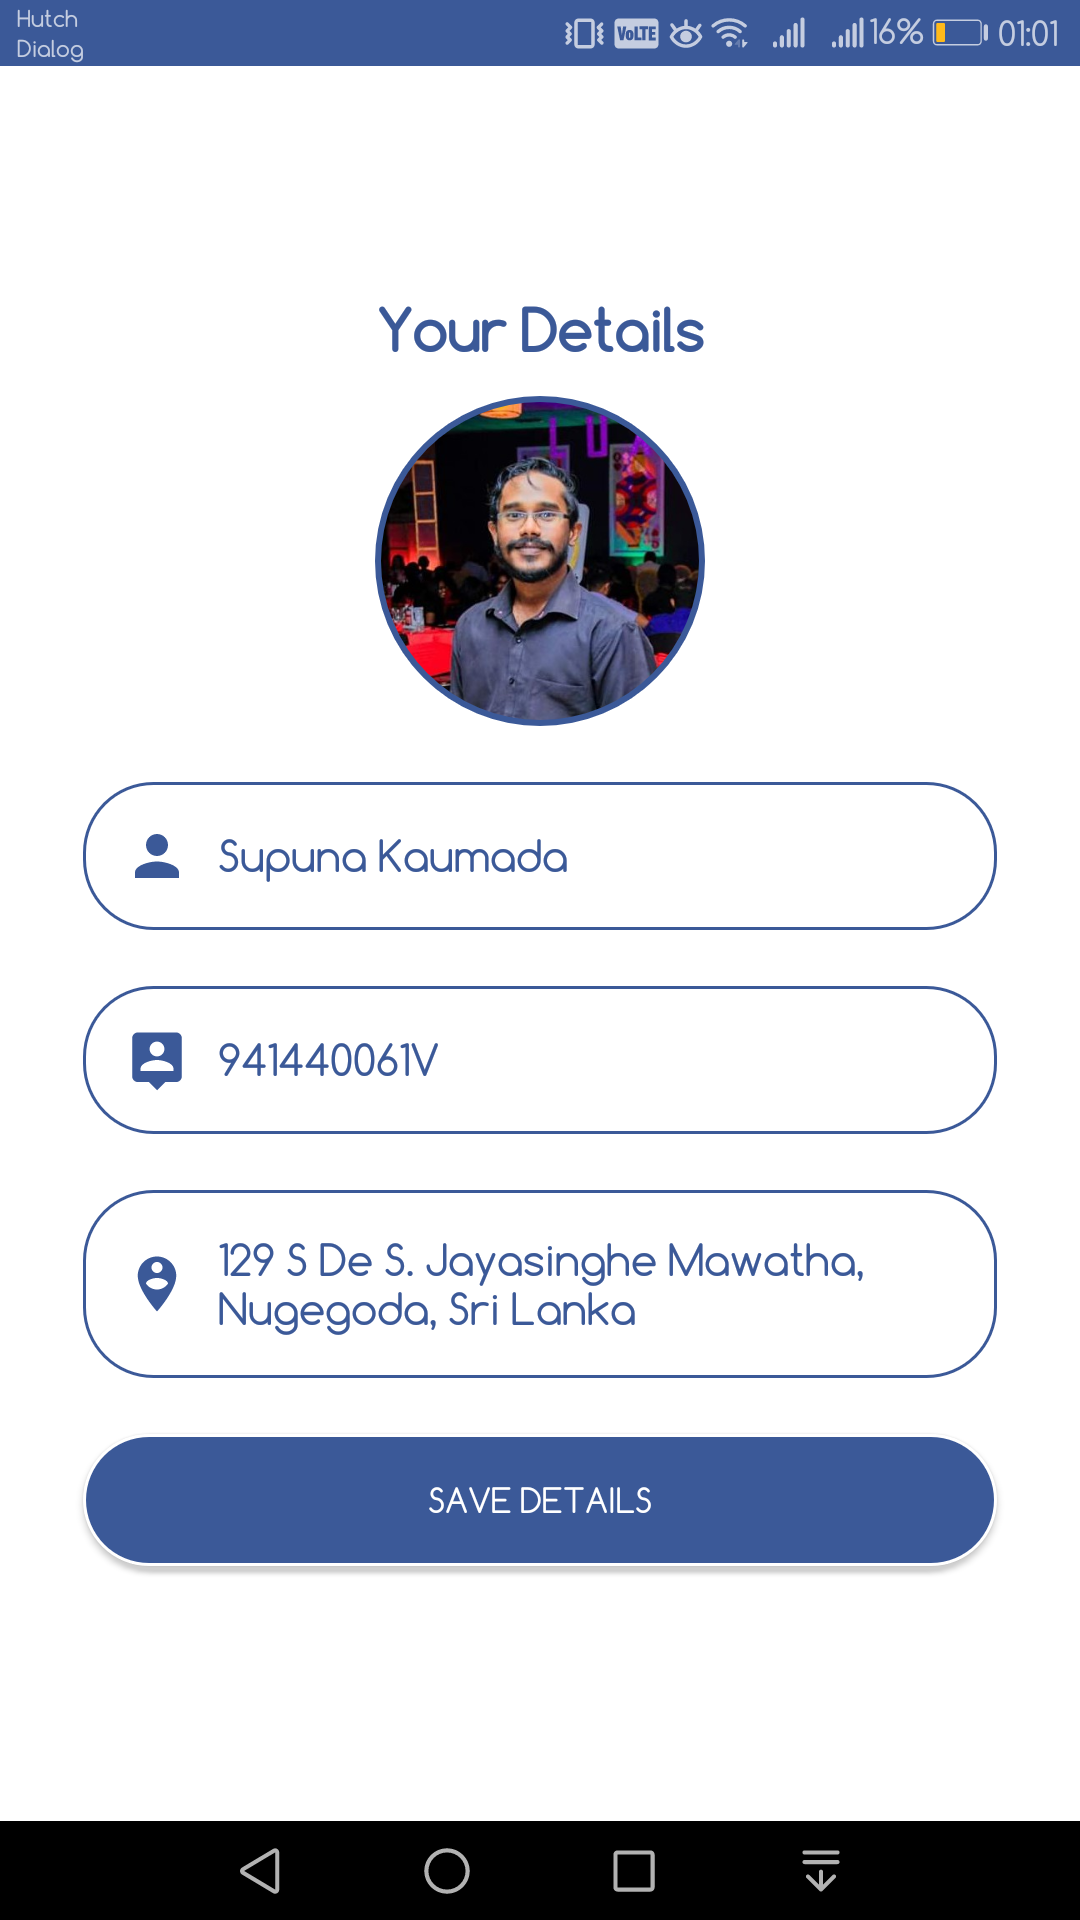 Hutch
Dialog
VoLTE
16%
01:01
Your Details
LU
Supuna Kaumada
941440061V
129 S De S. Jayasinghe Mawatha,
Nugegoda, Sri Lanka
SAVE DETAILS